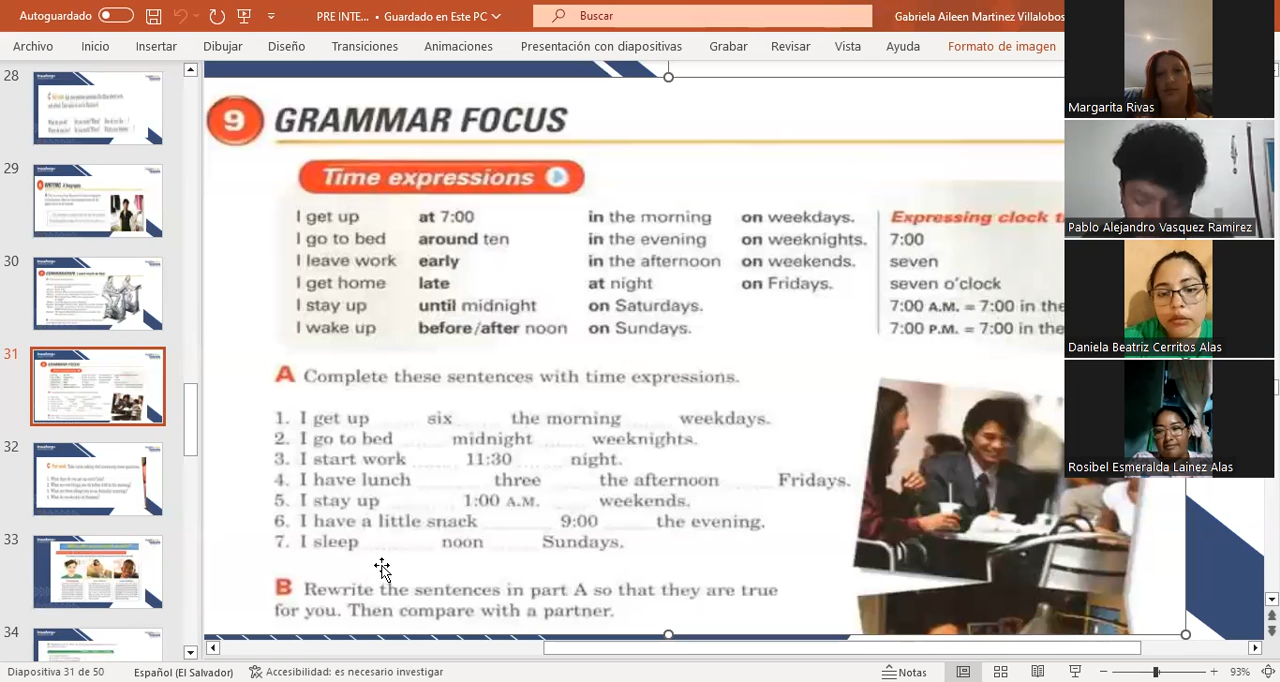 Autoguardado
PRE INTE... • Guardado en Este PC
Buscar
Gabriela Aileen Martinez Villalobos
Archivo Inicio Insertar Dibujar Diseño Transiciones Animaciones Presentación con diapositivas Grabar Revisar Vista Ayuda Formato de imagen
28
29
30
31
32
33
34
9 GRAMMAR FOCUS
Time expressions
I get up at 7:00 in the morning on weekdays.
I go to bed around ten in the evening on weeknights.
I leave work early in the afternoon on weekends.
I get home late at night on Fridays.
I stay up until midnight on Saturdays.
I wake up before/after noon on Sundays.
Expressing clock
7:00
seven
seven o'clock
7:00 A.M. = 7:00 in the
7:00 P.M. = 7:00 in the
A Complete these sentences with time expressions.
1. I get up six the morning weekdays.
2. I go to bed midnight weeknights.
3. I start work 11:30 night.
4. I have lunch three the afternoon Fridays.
5. I stay up 1:00 A.M. weekends.
6. I have a little snack 9:00 the evening.
7. I sleep noon Sundays.
B Rewrite the sentences in part A so that they are true
for you. Then compare with a partner.
Margarita Rivas
Pablo Alejandro Vasquez Ramirez
Daniela Beatriz Cerritos Alas
Rosibel Esmeralda Lainez Alas
Diapositiva 31 de 50 Español (El Salvador) Accesibilidad: es necesario investigar Notas 93%